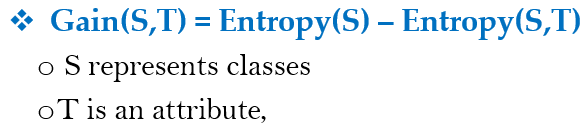 ❖ Gain(S,T) = Entropy(S) – Entropy(S,T)
o S represents classes
o T is an attribute,